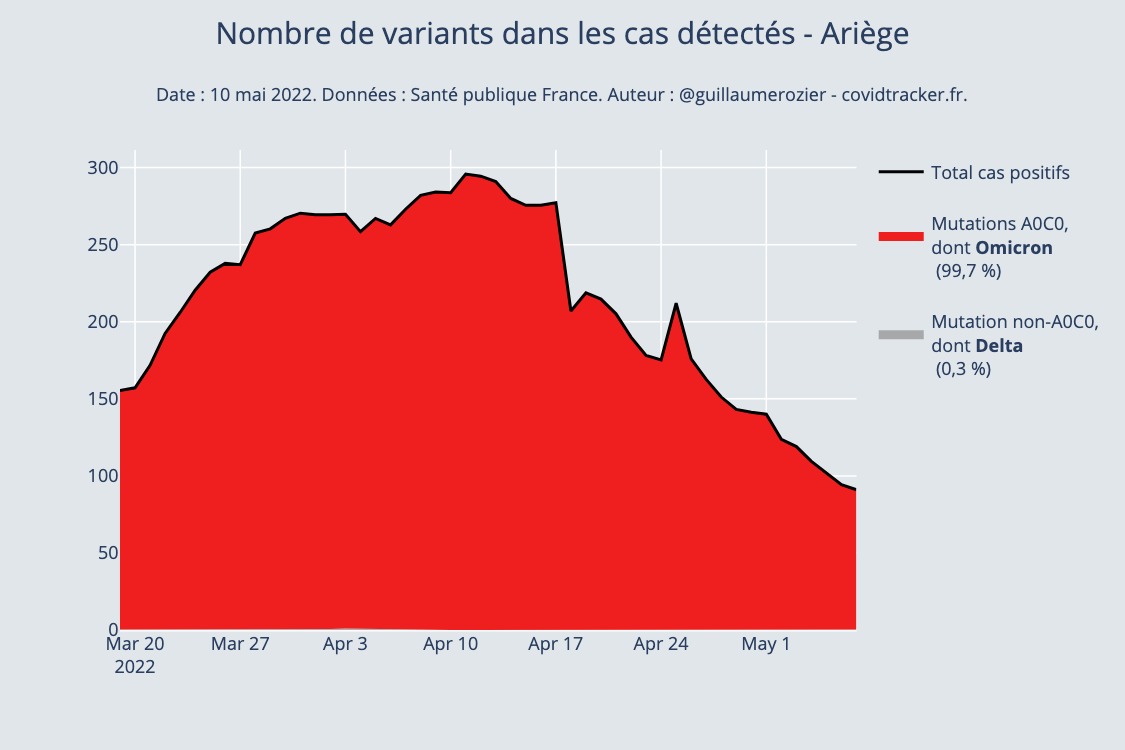 Nombre de variants dans les cas détectés - Ariège
Date : 10 mai 2022. Données : Santé publique France. Auteur : @guillaumerozier - covidtracker.fr.
300
250
200
150
100
50
0
Mar 20
2022
Mar 27
Apr 3
Apr 10
Apr 17
Apr 24
May 1
Total cas positifs
Mutations A0C0,
dont Omicron
(99,7 %)
Mutation non-A0C0,
dont Delta
(0,3 %)